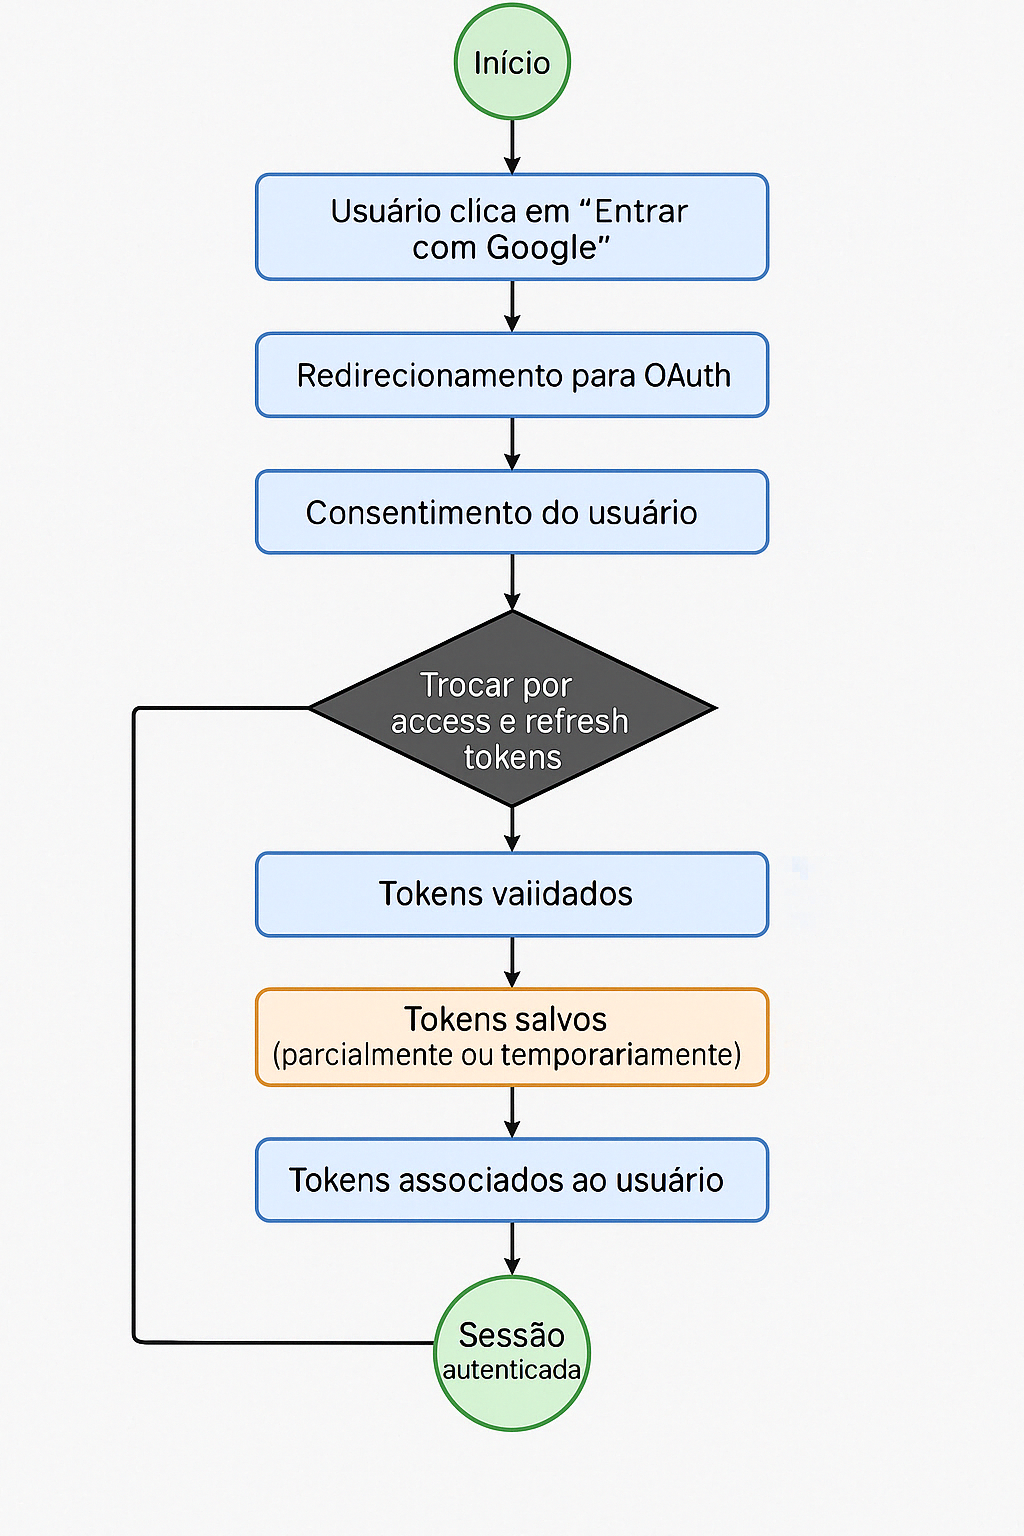 Início
Usuário clica em “Entrar
com Google”
Redirecionamento para OAuth
Consentimento do usuário
Trocar por
access e refresh
tokens
Tokens vaiidados
Tokens salvos
(parcialmente ou temporariamente)
Tokens associados ao usuário
Sessão
autenticada